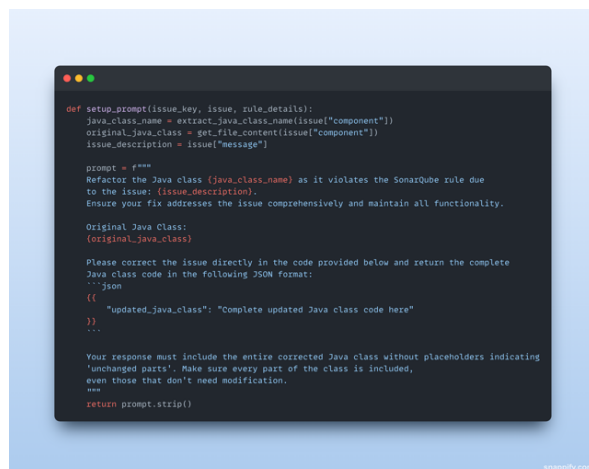 def setup_prompt(issue_key, issue, rule_details):
    java_class_name = extract_java_class_name(issue["component"])
    original_java_class = get_file_content(issue["component"])
    issue_description = issue["message"]

    prompt = f"""
    Refactor the Java class {java_class_name} as it violates the SonarQube rule due
    to the issue: {issue_description}.
    Ensure your fix addresses the issue comprehensively and maintain all functionality.

    Original Java Class:
    {original_java_class}

    Please correct the issue directly in the code provided below and return the complete
    Java class code in the following JSON format:
    ```json
    {{
        "updated_java_class": "Complete updated Java class code here"
    }}
    ```

    Your response must include the entire corrected Java class without placeholders indicating
    'unchanged parts'. Make sure every part of the class is included,
    even those that don't need modification.
    """
    return prompt.strip()